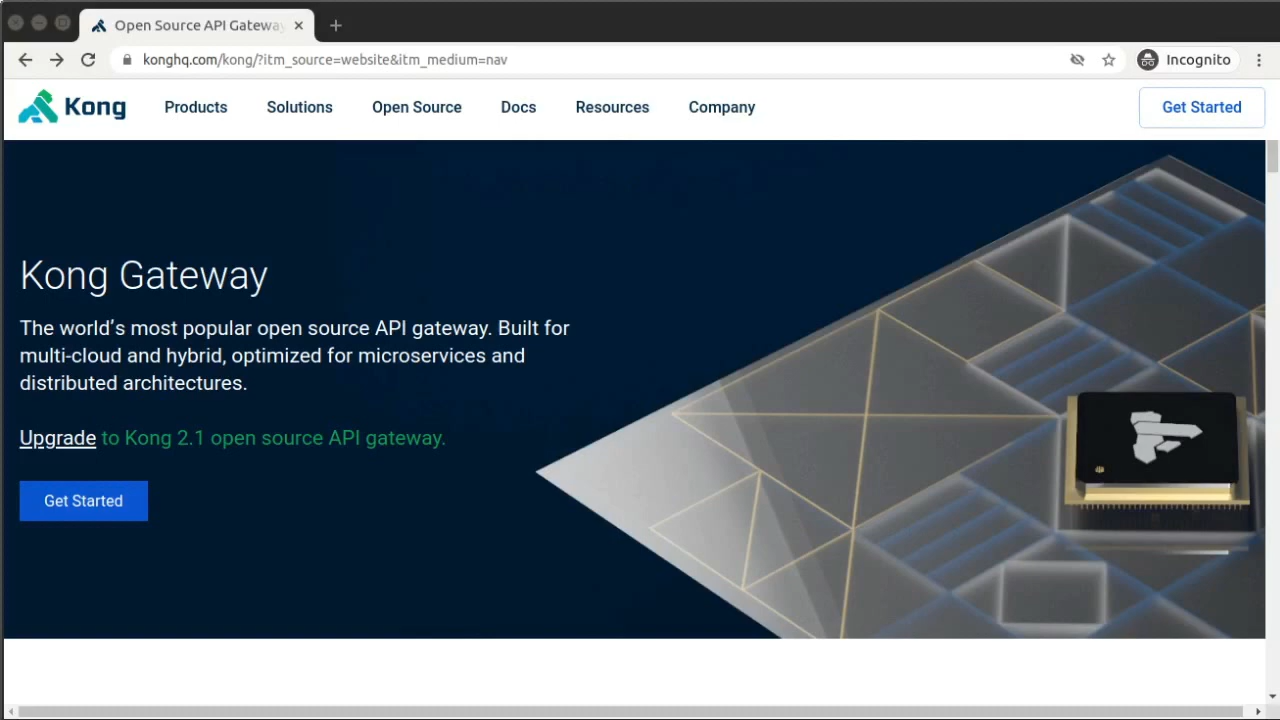 Open Source API Gateway
konghq.com/kong/?itm_source=website&itm_medium=nav
Incognito
Kong
Products
Solutions
Open Source
Docs
Resources
Company
Get Started
Kong Gateway
The world's most popular open source API gateway. Built for
multi-cloud and hybrid, optimized for microservices and
distributed architectures.
Upgrade to Kong 2.1 open source API gateway.
Get Started